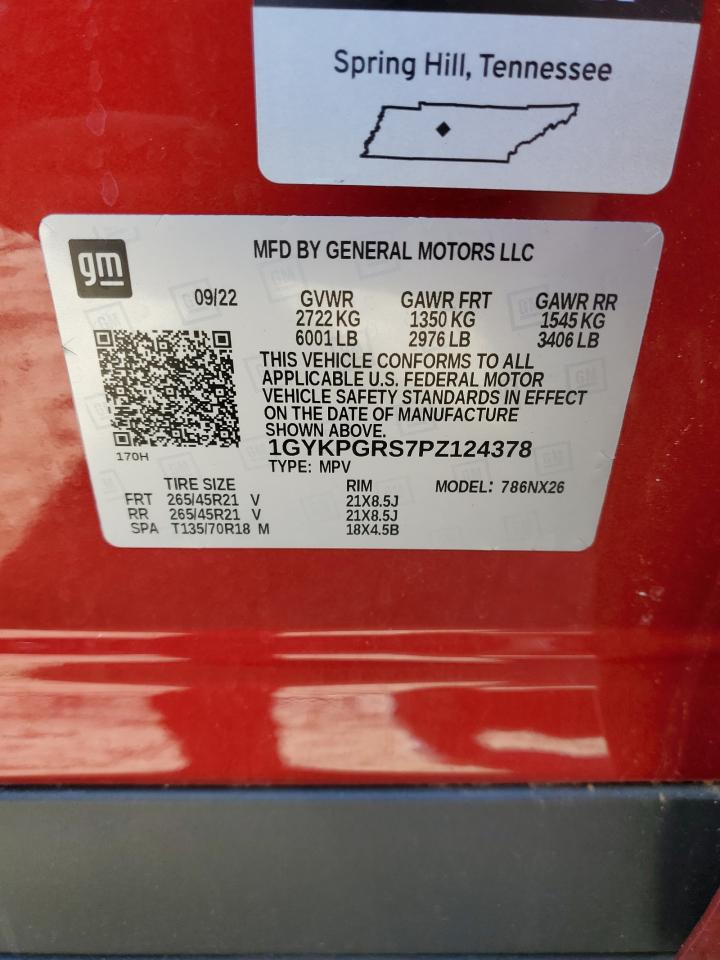 Spring Hill, Tennessee
gm
MFD BY GENERAL MOTORS LLC
09/22 GVWR GAWR FRT GAWR RR
2722 KG 1350 KG 1545 KG
6001 LB 2976 LB 3406 LB
THIS VEHICLE CONFORMS TO ALL
APPLICABLE U.S. FEDERAL MOTOR
VEHICLE SAFETY STANDARDS IN EFFECT
ON THE DATE OF MANUFACTURE
SHOWN ABOVE.
170H
1GYKPGRS7PZ124378
TYPE: MPV
TIRE SIZE RIM MODEL: 786NX26
FRT 265/45R21 V 21X8.5J
RR 265/45R21 V 21X8.5J
SPA T135/70R18 M 18X4.5B